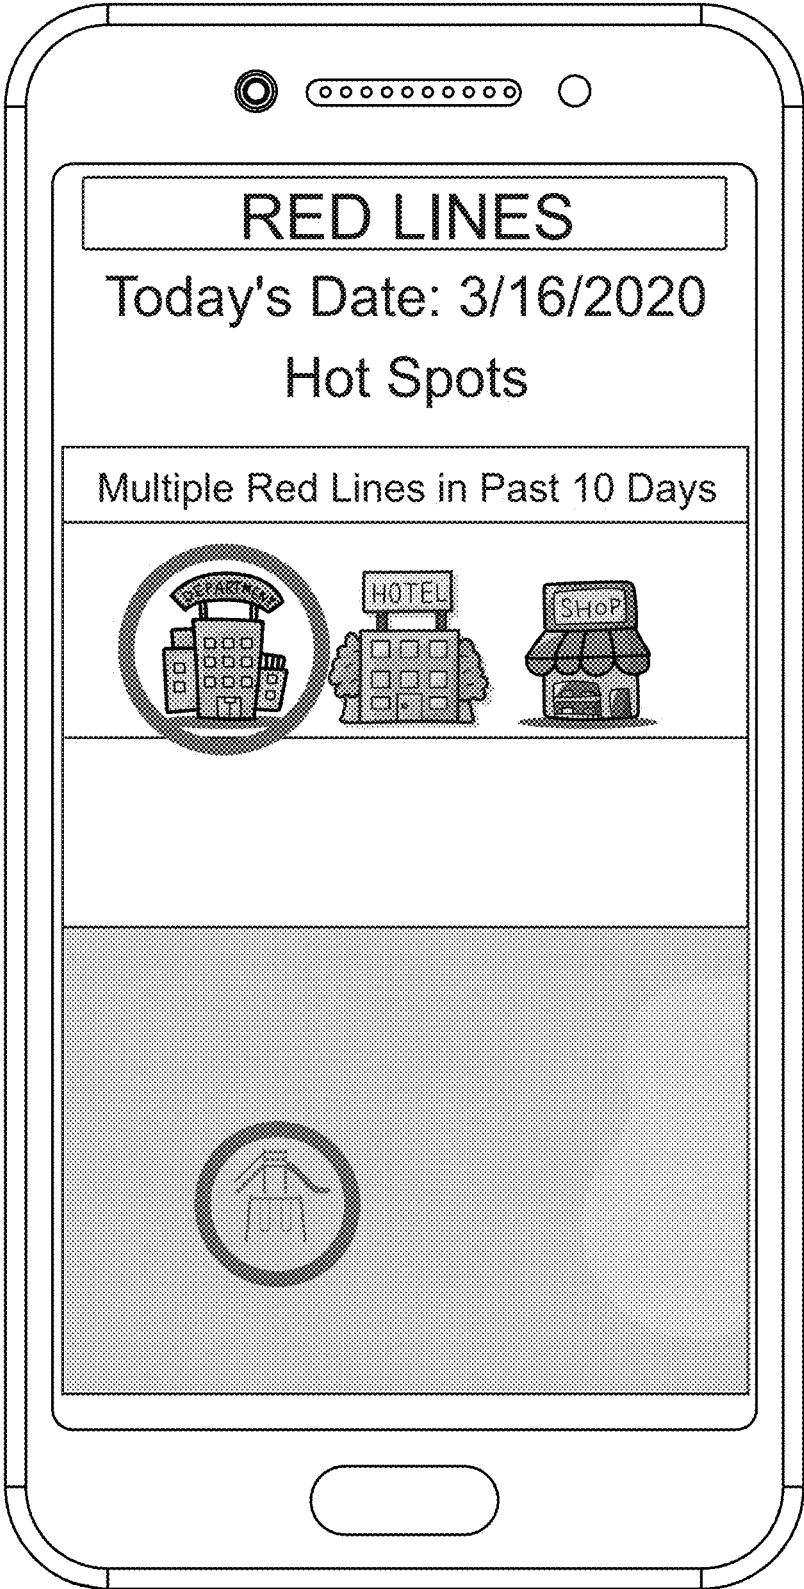 RED LINES
Today's Date: 3/16/2020
Hot Spots
Multiple Red Lines in Past 10 Days
DEPARTMENT
HOTEL
SHOP